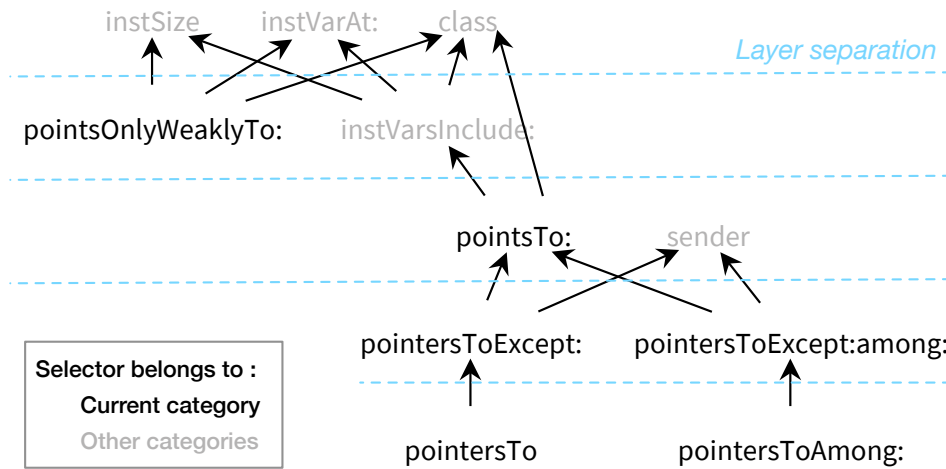 instSize instVarAt: class
Layer separation
pointsOnlyWeaklyTo: instVarsInclude:
pointsTo: sender
pointersToExcept: pointersToExcept:among:
Selector belongs to :
Current category
Other categories
pointersTo pointersToAmong: